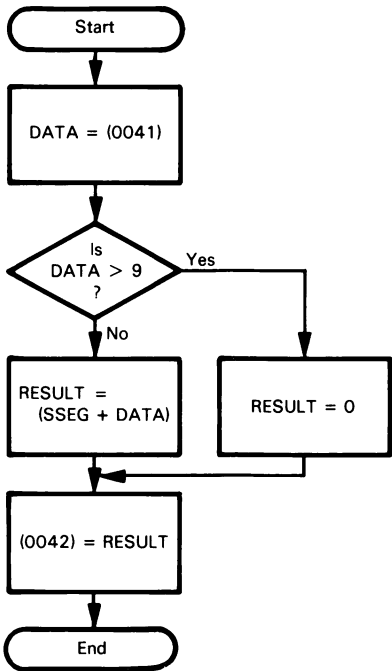 Start
DATA = (0041)
Is
DATA > 9
?
Yes
No
RESULT =
(SSEG + DATA)
RESULT = 0
(0042) = RESULT
End